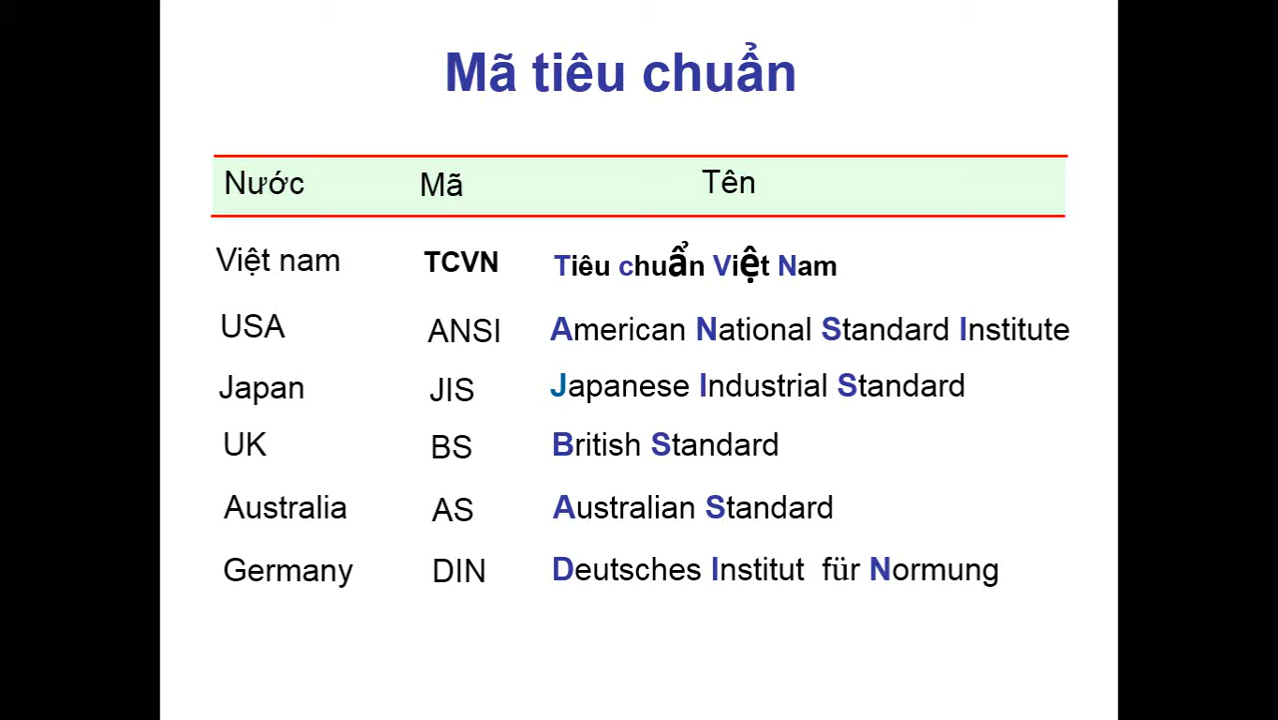 Mã tiêu chuẩn
Nước Mã Tên
Việt nam TCVN Tiêu chuẩn Việt Nam
USA ANSI American National Standard Institute
Japan JIS Japanese Industrial Standard
UK BS British Standard
Australia AS Australian Standard
Germany DIN Deutsches Institut für Normung